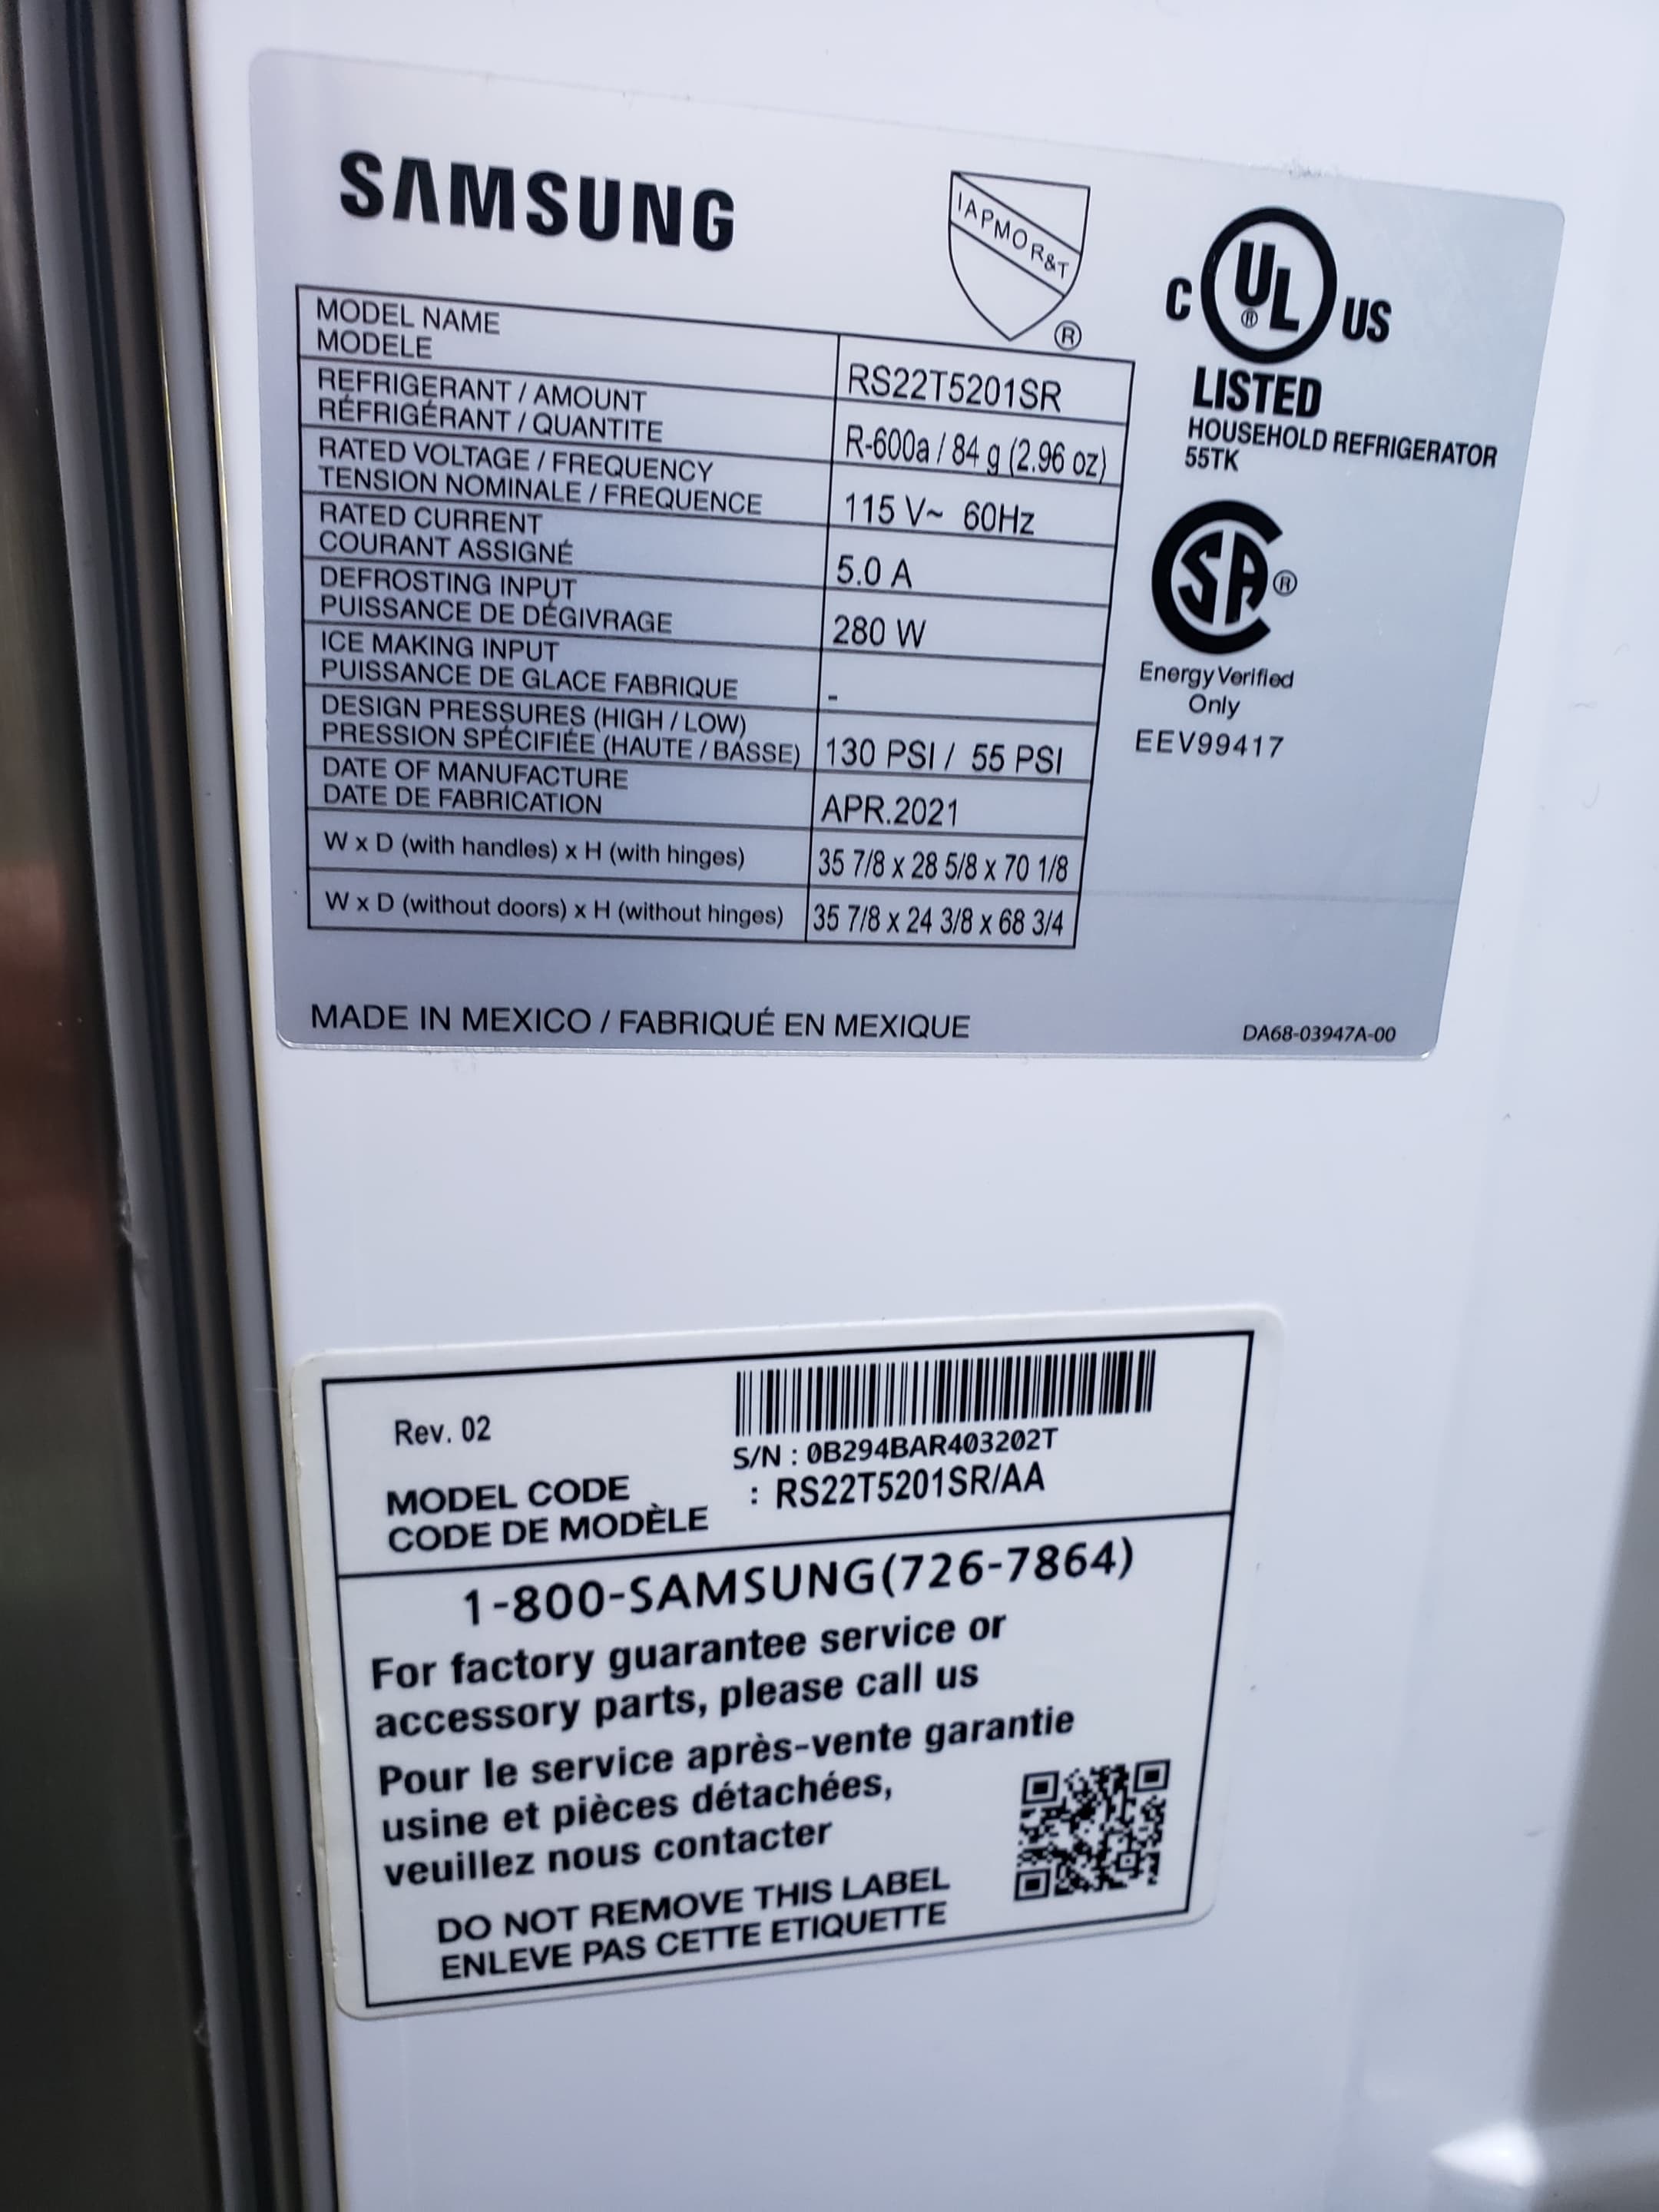 SAMSUNG
IAPMO R&T
®
C UL ® US
LISTED
HOUSEHOLD REFRIGERATOR
55TK
SA ®
Energy Verified
Only
EEV99417
MODEL NAME
MODELE
RS22T5201SR
REFRIGERANT / AMOUNT
RÉFRIGÉRANT / QUANTITE
R-600a / 84 g (2.96 oz)
RATED VOLTAGE / FREQUENCY
TENSION NOMINALE / FREQUENCE
115 V~ 60Hz
RATED CURRENT
COURANT ASSIGNÉ
5.0 A
DEFROSTING INPUT
PUISSANCE DE DÉGIVRAGE
280 W
ICE MAKING INPUT
PUISSANCE DE GLACE FABRIQUE
-
DESIGN PRESSURES (HIGH / LOW)
PRESSION SPÉCIFIÉE (HAUTE / BASSE)
130 PSI / 55 PSI
DATE OF MANUFACTURE
DATE DE FABRICATION
APR.2021
W x D (with handles) x H (with hinges)
35 7/8 x 28 5/8 x 70 1/8
W x D (without doors) x H (without hinges)
35 7/8 x 24 3/8 x 68 3/4
MADE IN MEXICO / FABRIQUÉ EN MEXIQUE
DA68-03947A-00
Rev. 02
S/N : 0B294BAR403202T
MODEL CODE
CODE DE MODÈLE
: RS22T5201SR/AA
1-800-SAMSUNG(726-7864)
For factory guarantee service or
accessory parts, please call us
Pour le service après-vente garantie
usine et pièces détachées,
veuillez nous contacter
DO NOT REMOVE THIS LABEL
ENLEVE PAS CETTE ETIQUETTE